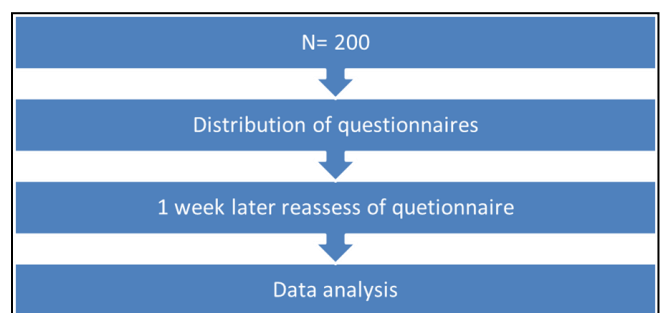 N= 200
Distribution of questionnaires
1 week later reassess of quetionnaire
Data analysis